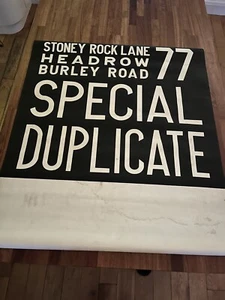 STONEY ROCK LANE
HEADROW 77
BURLEY ROAD
SPECIAL
DUPLICATE